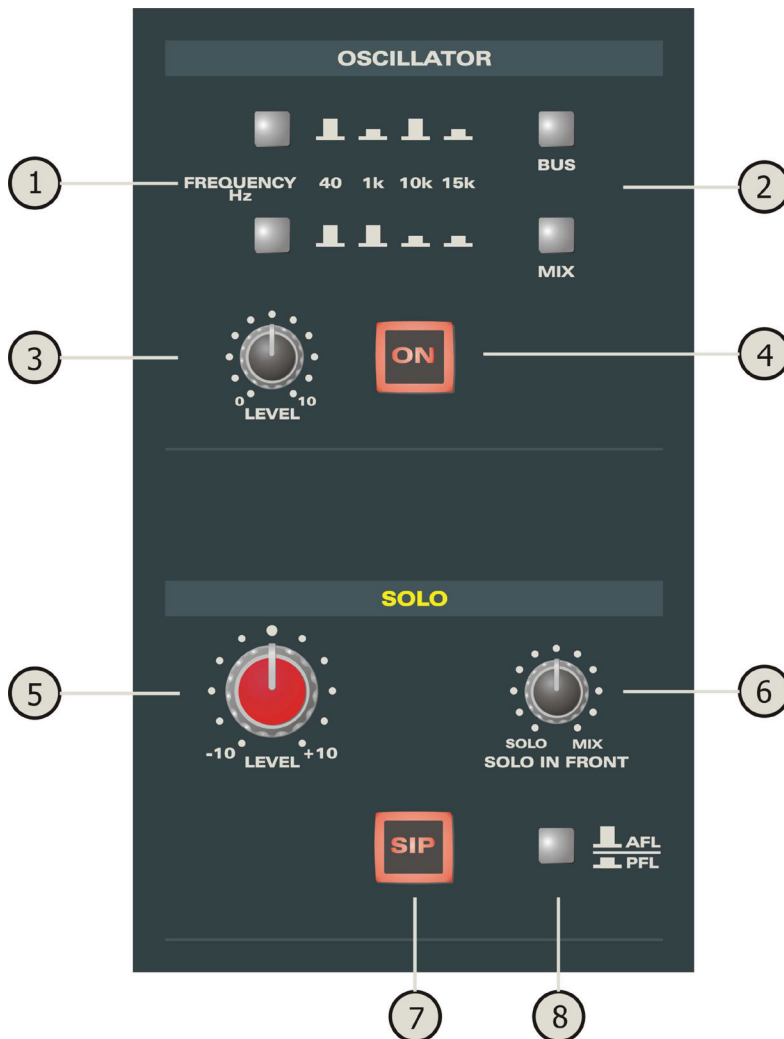 OSCILLATOR
BUS
1
FREQUENCY
Hz
40 1k 10k 15k
2
MIX
3
ON
4
0 10
LEVEL
SOLO
5
6
-10 LEVEL +10
SOLO MIX
SOLO IN FRONT
SIP
AFL
PFL
7
8